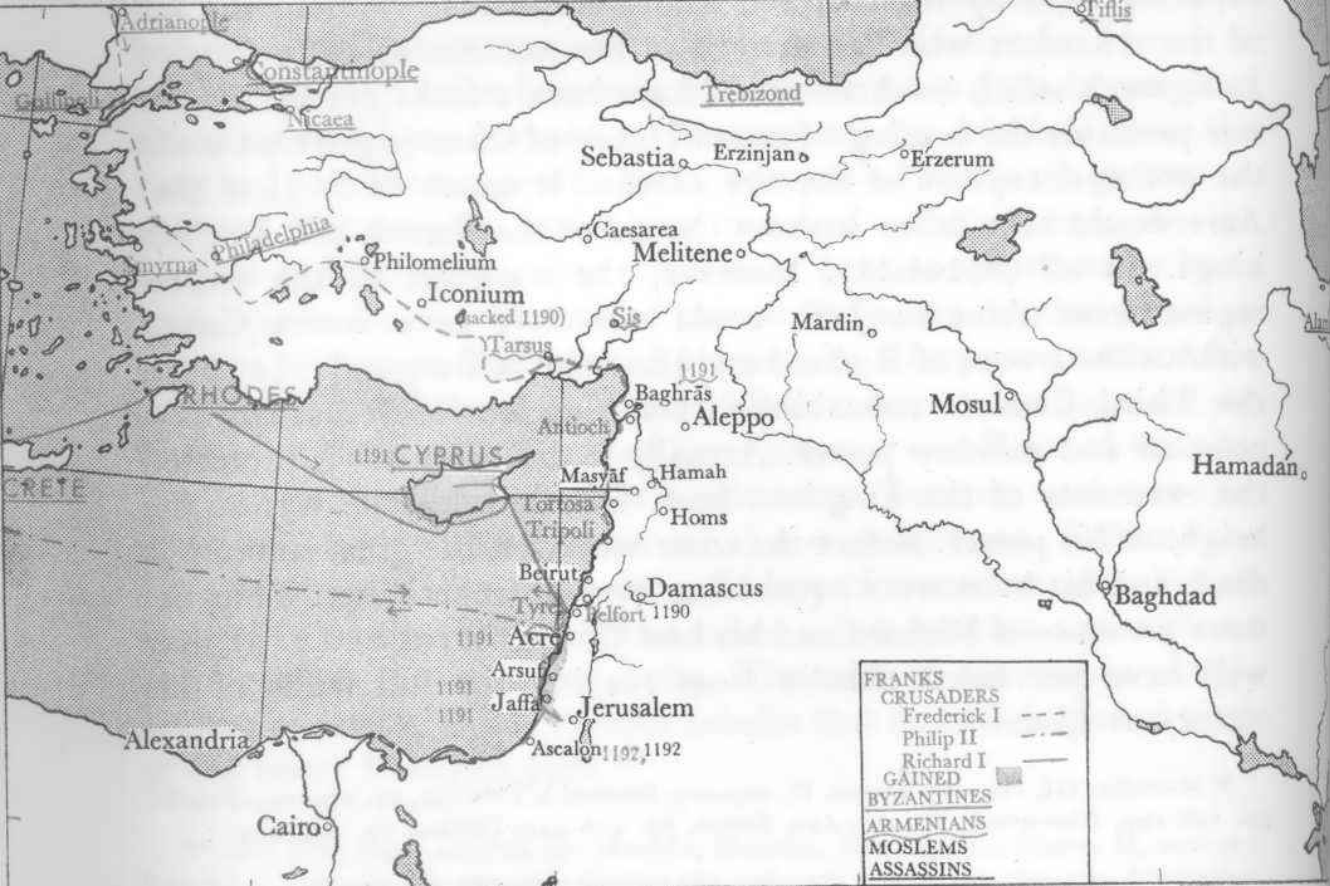 Adrianople
Tiflis
Constantinople
Gallipoli
Nicaea
Trebizond
Sebastia
Erzinjan
Erzerum
Caesarea
Philadelphia
Smyrna
Philomelium
Melitene
Iconium
(sacked 1190)
Sis
Tarsus
Mardin
1191
RHODES
Baghrās
Mosul
Antioch
Aleppo
1191 CYPRUS
Hamadan
CRETE
Masyāf
Hamah
Tortosa
Homs
Tripoli
Beirut
Damascus
Baghdad
Tyre
Belfort 1190
1191
Acre
Arsuf
1191
Jaffa
1191
Jerusalem
Alexandria
Ascalon 1192, 1192
Cairo
FRANKS
CRUSADERS
Frederick I
Philip II
Richard I
GAINED
BYZANTINES
ARMENIANS
MOSLEMS
ASSASSINS